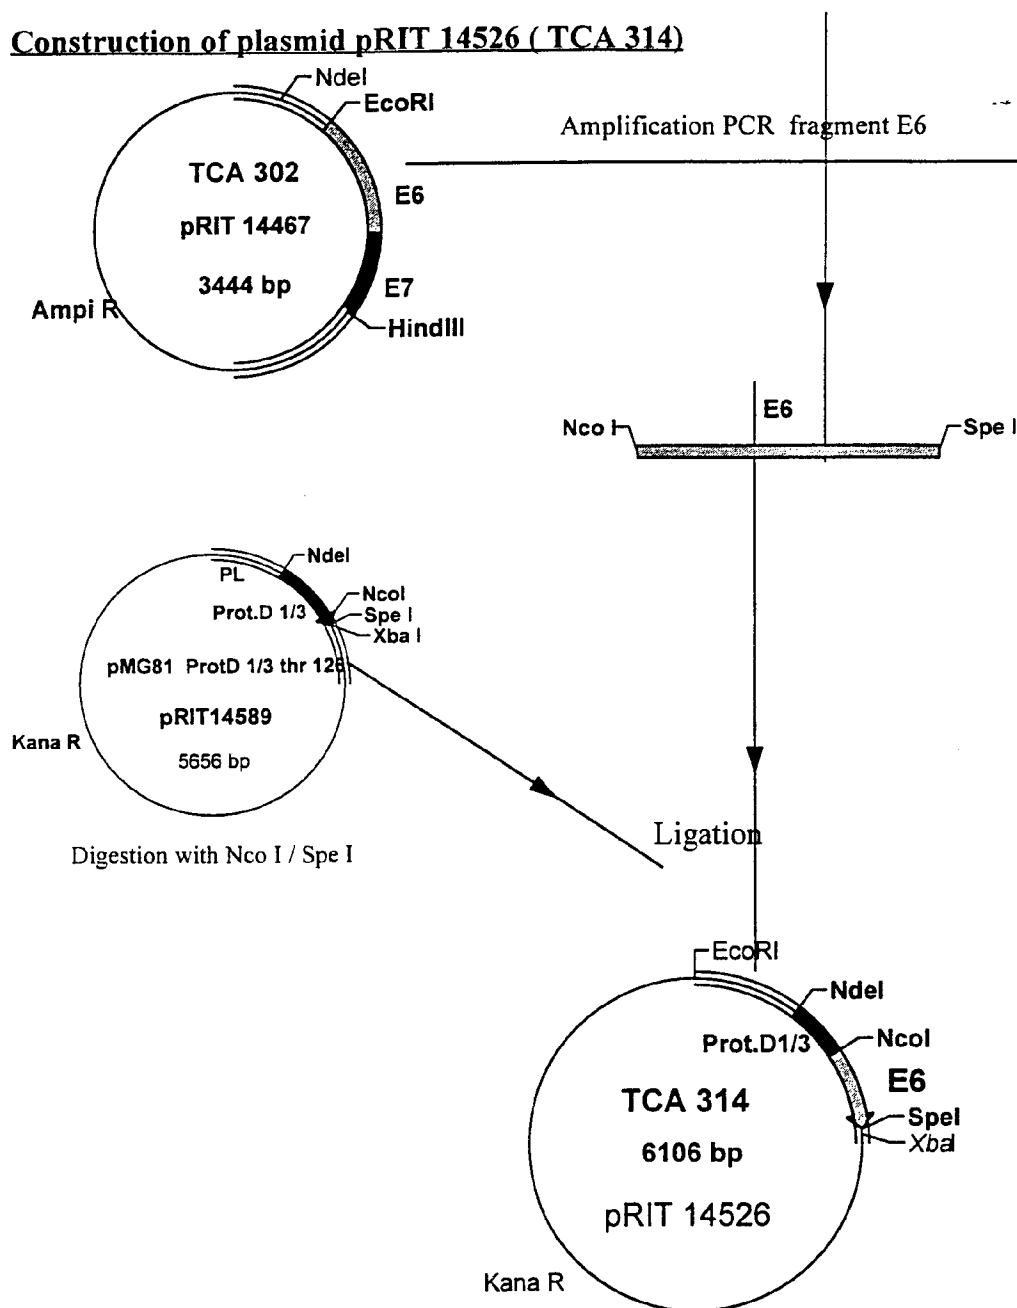 Construction of plasmid pRIT 14526 ( TCA 314)
NdeI
EcoRI
Amplification PCR fragment E6
TCA 302
E6
pRIT 14467
3444 bp
E7
Ampi R
HindIII
E6
Nco I
Spe I
NdeI
PL
NcoI
Prot.D 1/3
Spe I
Xba I
pMG81 ProtD 1/3 thr 126
pRIT14589
Kana R
5656 bp
Ligation
Digestion with Nco I / Spe I
EcoRI
NdeI
Prot.D1/3
NcoI
E6
TCA 314
SpeI
XbaI
6106 bp
pRIT 14526
Kana R